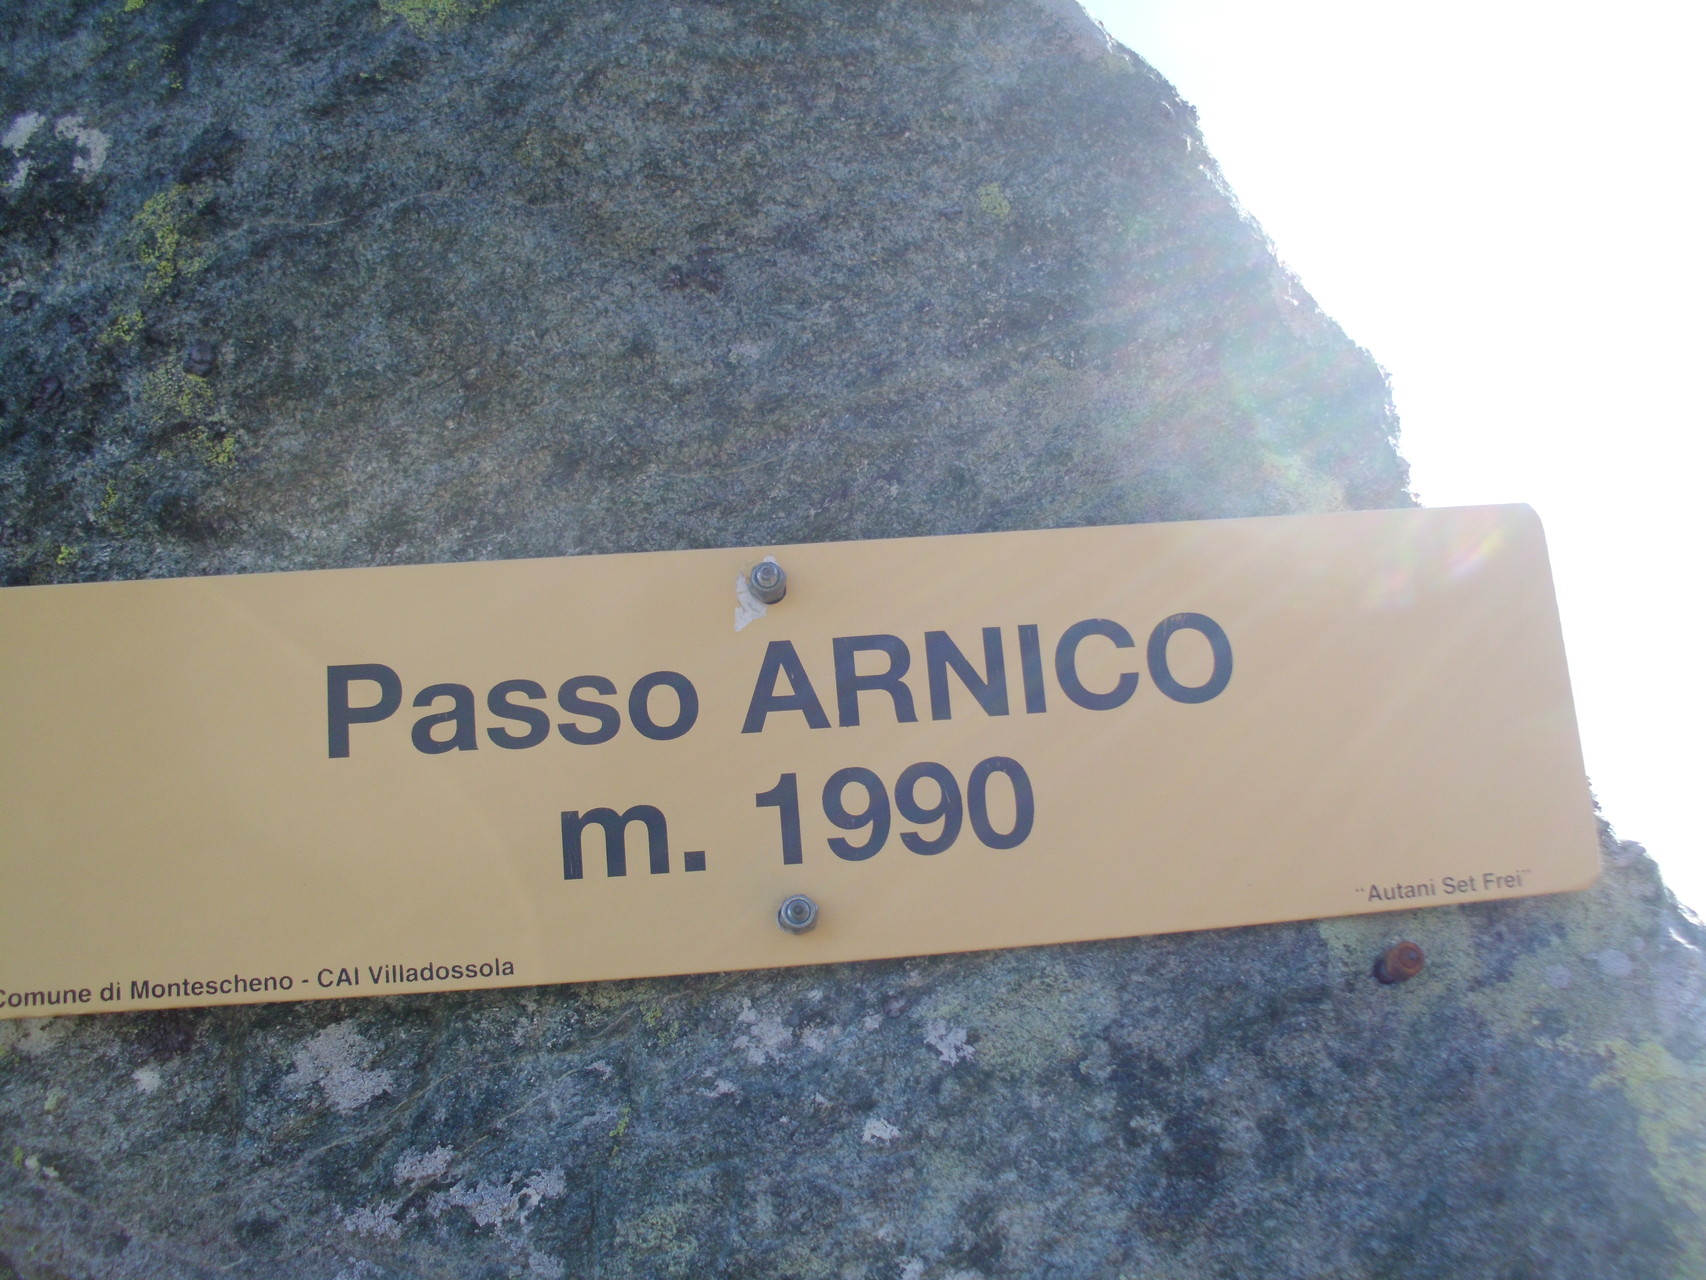 Passo ARNICO
m. 1990
"Autani Set Frei"
Comune di Montescheno - CAI Villadossola